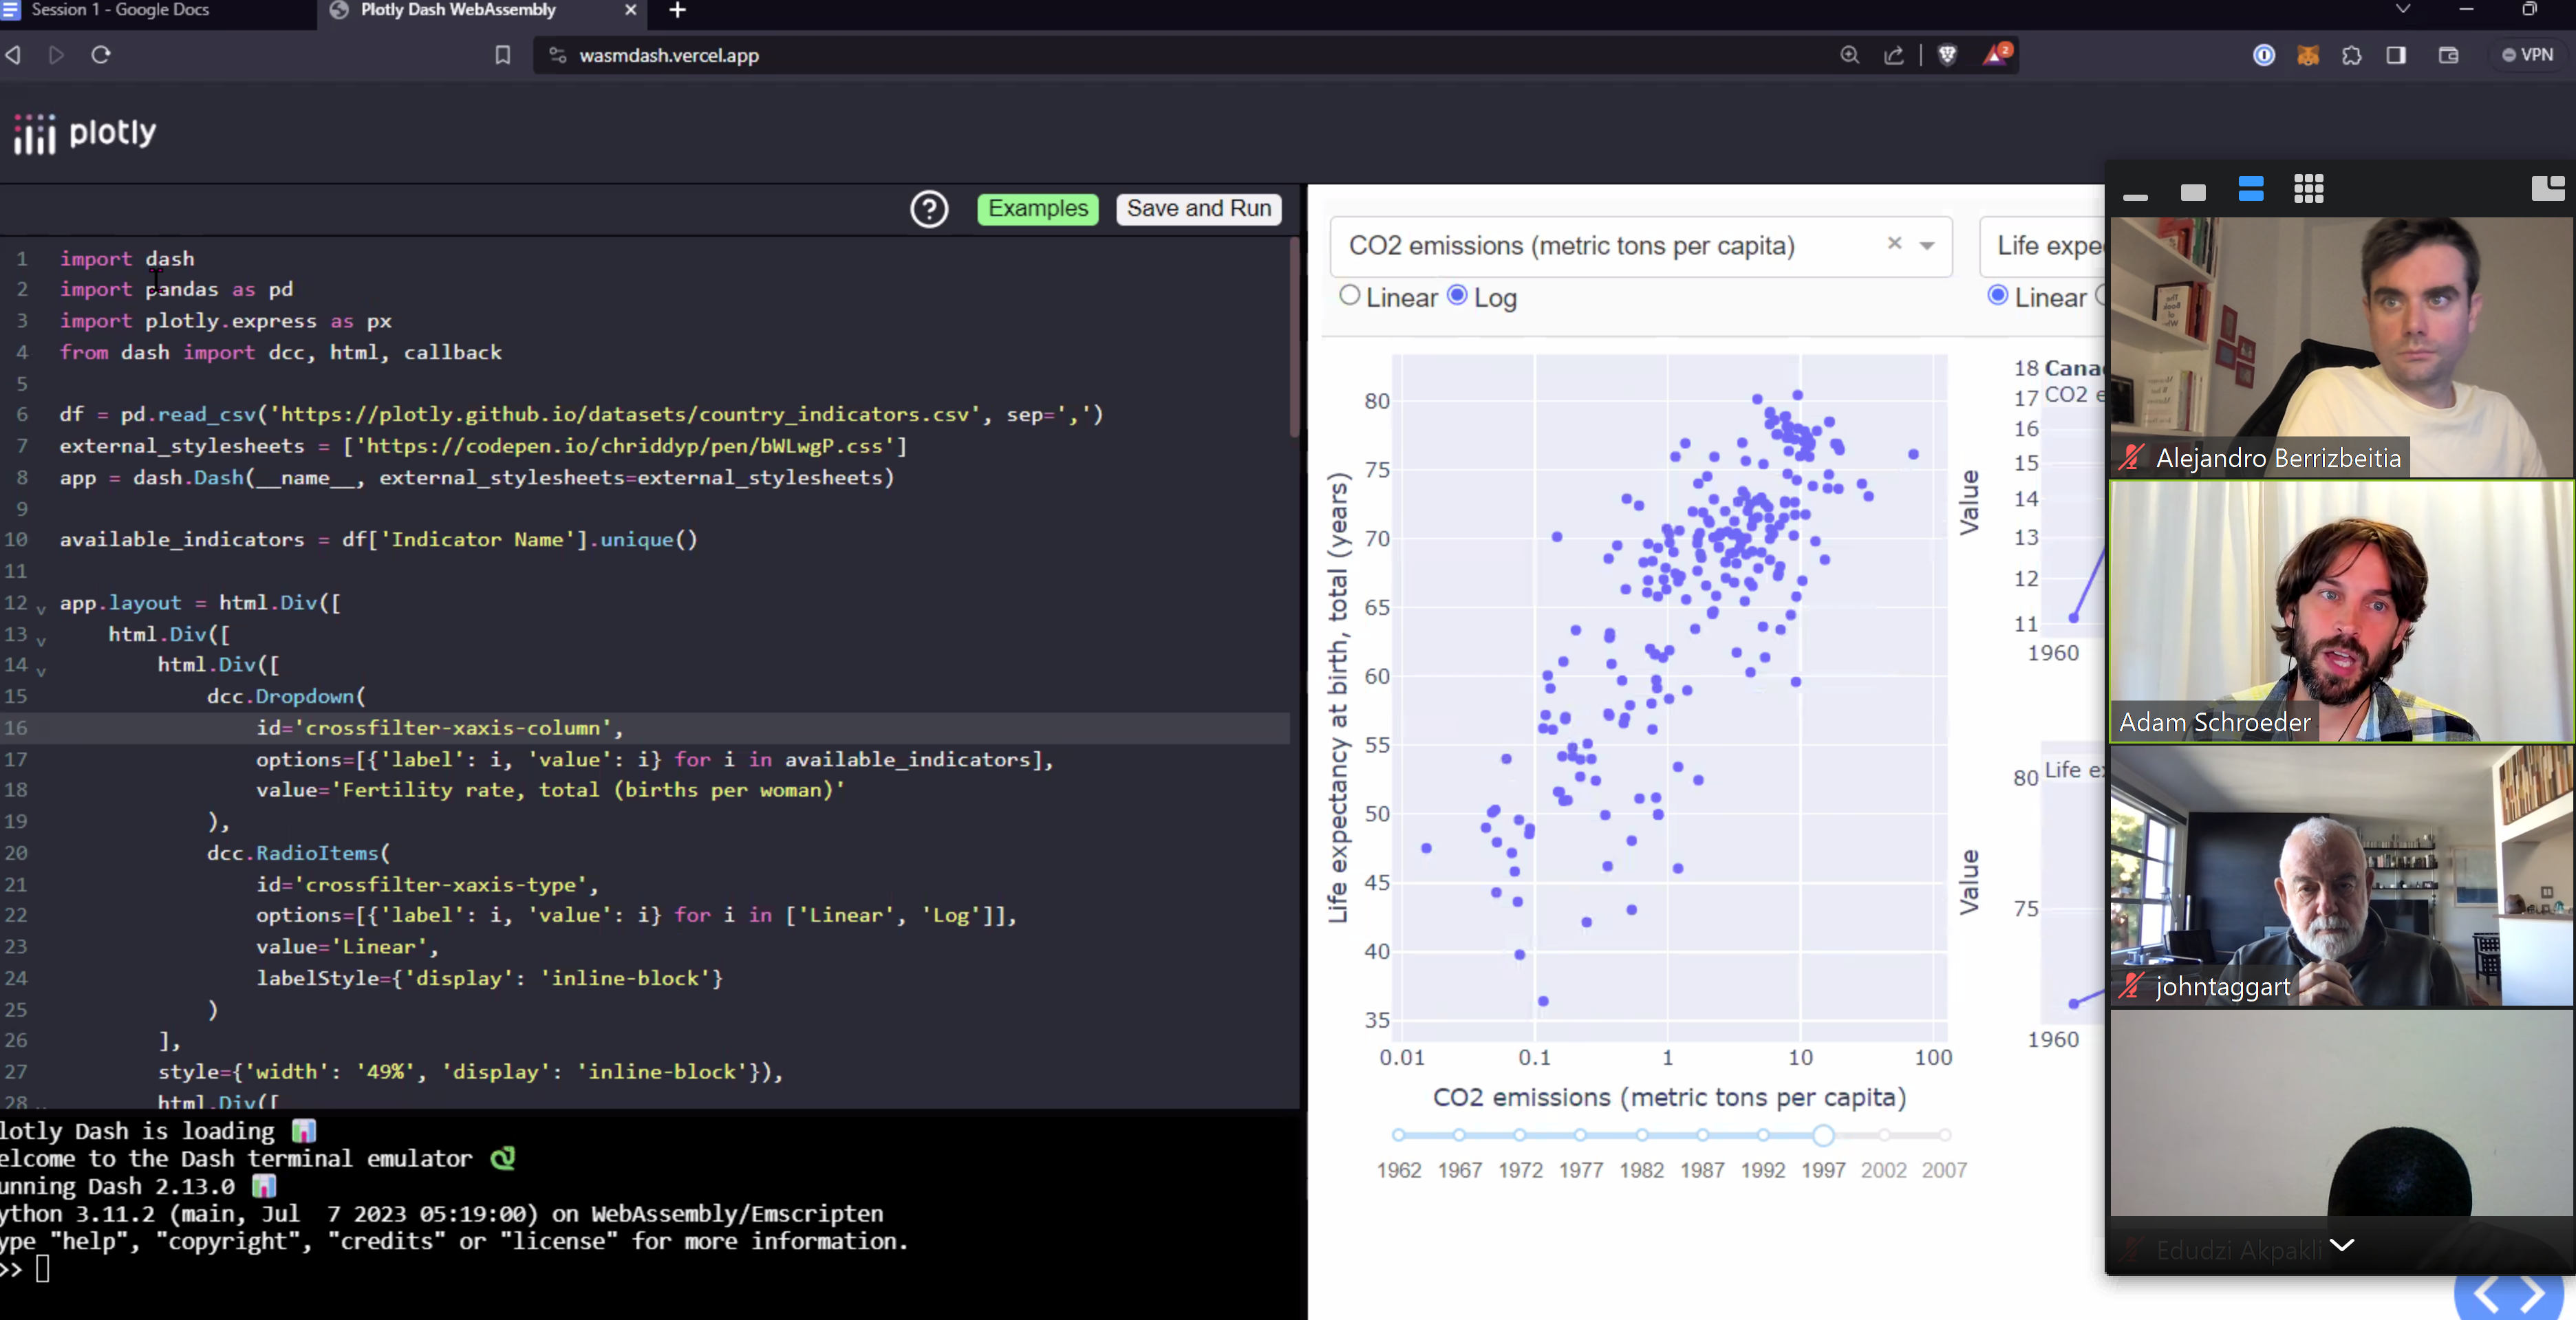 Session 1 - Google Docs
Plotly Dash WebAssembly
wasmdash.vercel.app
2
VPN
plotly
?
Examples
Save and Run
1 import dash
2 import pandas as pd
3 import plotly.express as px
4 from dash import dcc, html, callback
5
6 df = pd.read_csv('https://plotly.github.io/datasets/country_indicators.csv', sep=',')
7 external_stylesheets = ['https://codepen.io/chriddyp/pen/bWLwgP.css']
8 app = dash.Dash(__name__, external_stylesheets=external_stylesheets)
9
10 available_indicators = df['Indicator Name'].unique()
11
12 app.layout = html.Div([
13 html.Div([
14 html.Div([
15 dcc.Dropdown(
16 id='crossfilter-xaxis-column',
17 options=[{'label': i, 'value': i} for i in available_indicators],
18 value='Fertility rate, total (births per woman)'
19 ),
20 dcc.RadioItems(
21 id='crossfilter-xaxis-type',
22 options=[{'label': i, 'value': i} for i in ['Linear', 'Log']],
23 value='Linear',
24 labelStyle={'display': 'inline-block'}
25 )
26 ],
27 style={'width': '49%', 'display': 'inline-block'}),
28 html.Div([
lotly Dash is loading
elcome to the Dash terminal emulator
unning Dash 2.13.0
ython 3.11.2 (main, Jul 7 2023 05:19:00) on WebAssembly/Emscripten
ype "help", "copyright", "credits" or "license" for more information.
>>
CO2 emissions (metric tons per capita)
Linear Log
Life expe
Linear
80
75
70
65
60
55
50
45
40
35
Life expectancy at birth, total (years)
0.01 0.1 1 10 100
CO2 emissions (metric tons per capita)
1962 1967 1972 1977 1982 1987 1992 1997 2002 2007
Value
18
17
16
15
14
13
12
11
Cana
CO2 e
1960
Value
80
75
Life e
1960
Alejandro Berrizbeitia
Adam Schroeder
johntaggart
Edudzi Akpakli